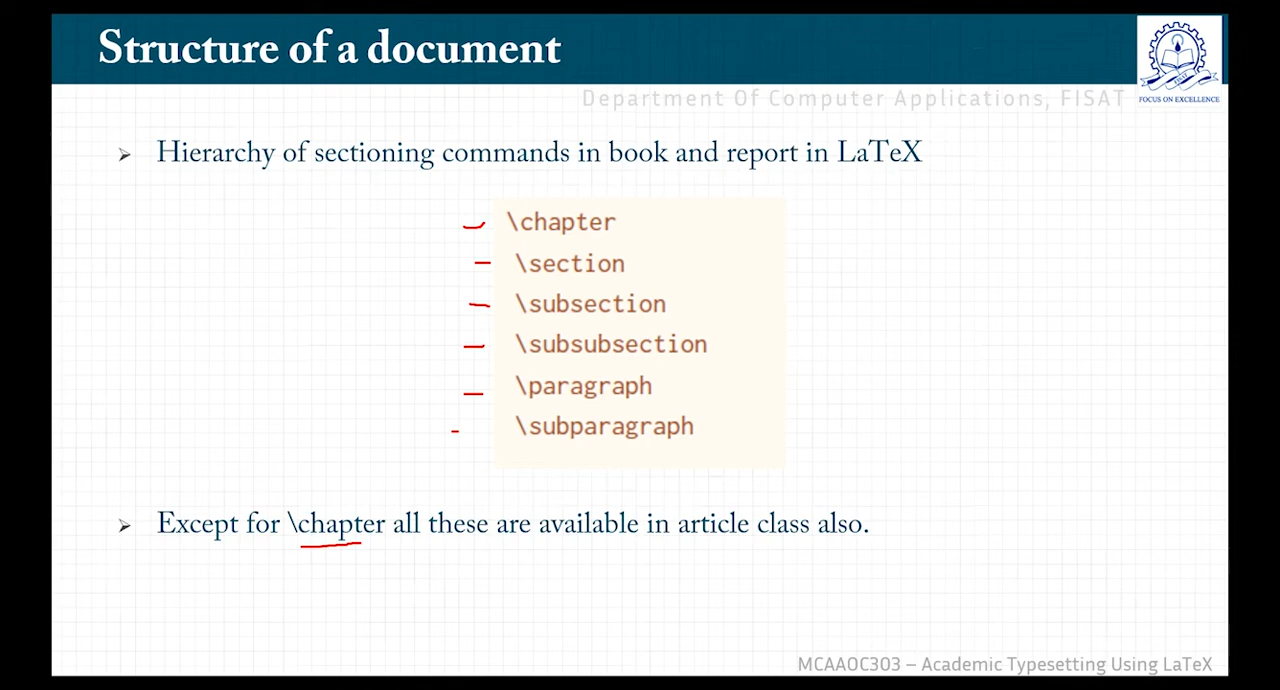 Structure of a document
FOCUS ON EXCELLENCE
Department Of Computer Applications, FISAT
Hierarchy of sectioning commands in book and report in LaTeX
\chapter
\section
\subsection
\subsubsection
\paragraph
\subparagraph
Except for \chapter all these are available in article class also.
MCAAOC303 – Academic Typesetting Using LaTeX